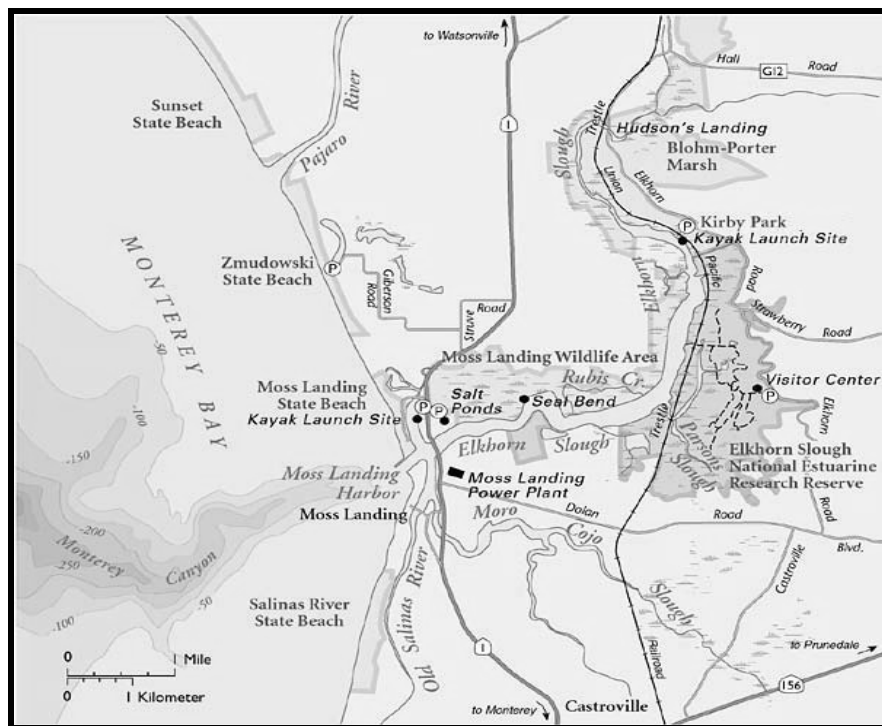 to Watsonville
Hall
Road
G12
Sunset
State Beach
Pajaro
River
1
Slough
Trestle
Hudson's Landing
Blohm-Porter
Marsh
Union
Elkhorn
P
Kirby Park
Kayak Launch Site
MONTEREY BAY
Zmudowski
State Beach
P
Giberson
Road
Struve
Road
Elkhorn
Pacific
Road
Strawberry
Road
-50
-100
-150
-200
-250
Moss Landing Wildlife Area
Rubis Cr.
Moss Landing
State Beach
Kayak Launch Site
P
P
Salt
Ponds
Seal Bend
Visitor Center
P
Elkhorn
Road
Elkhorn
Slough
Trestle
Parsons
Slough
Elkhorn Slough
National Estuarine
Research Reserve
Moss Landing
Harbor
Moss Landing
Power Plant
Moss Landing
Dolan
Road
Moro
Cojo
Slough
Castroville
Blvd.
Monterey
Canyon
-50
-100
Salinas River
State Beach
Old Salinas River
1
Railroad
to Prunedale
156
0
1 Mile
0
1 Kilometer
to Monterey
Castroville